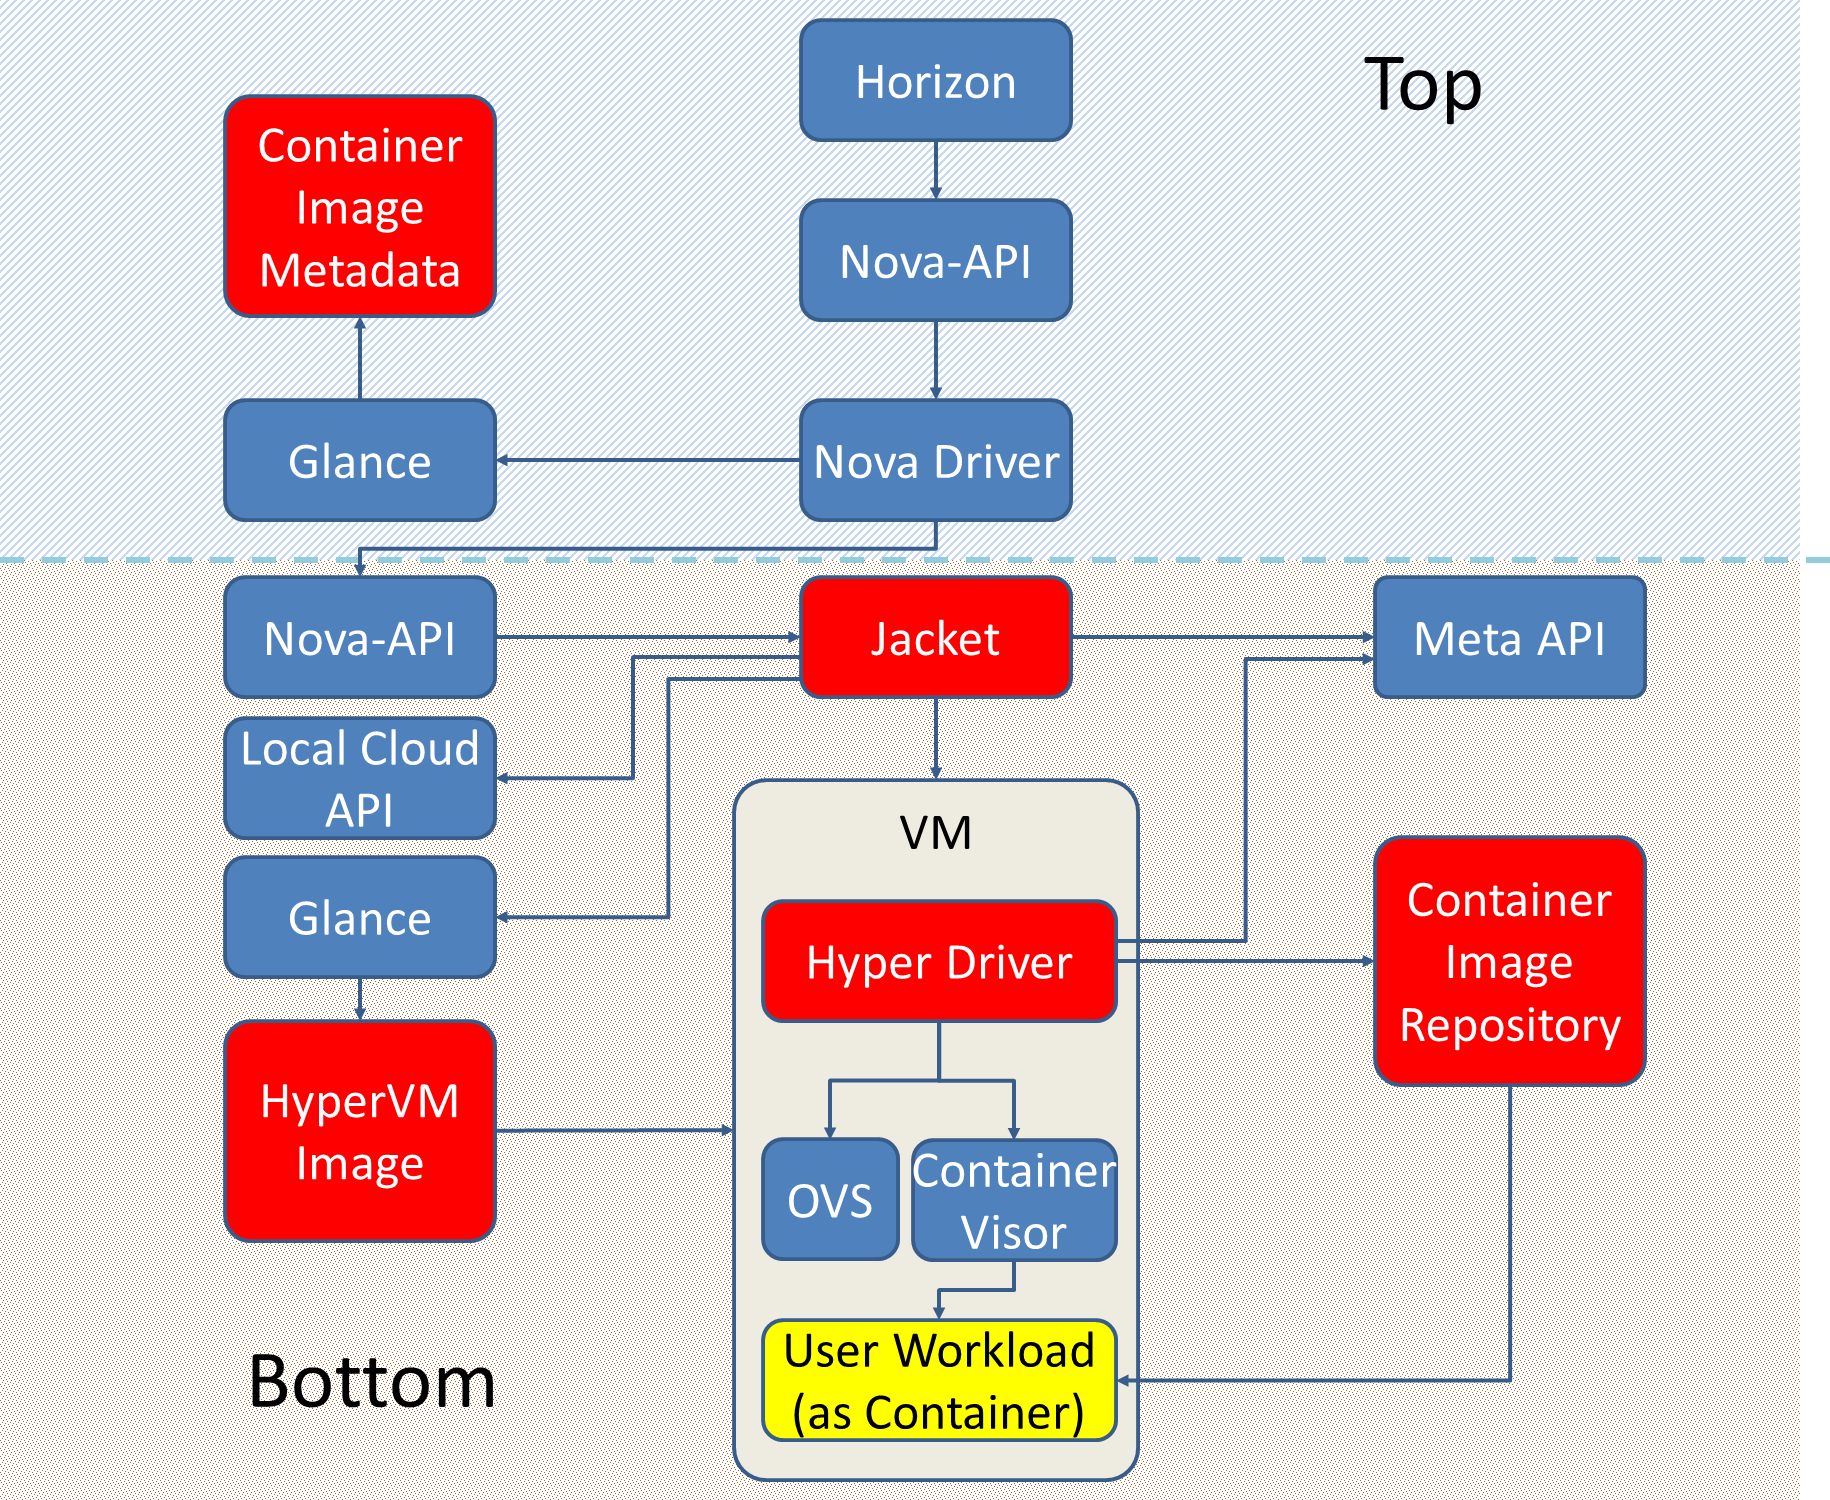 Horizon
Top
Container
Image
Metadata
Nova-API
Glance
Nova Driver
Nova-API
Jacket
Meta API
Local Cloud
API
VM
Glance
Hyper Driver
Container
Image
Repository
HyperVM
Image
OVS
Container
Visor
User Workload
(as Container)
Bottom